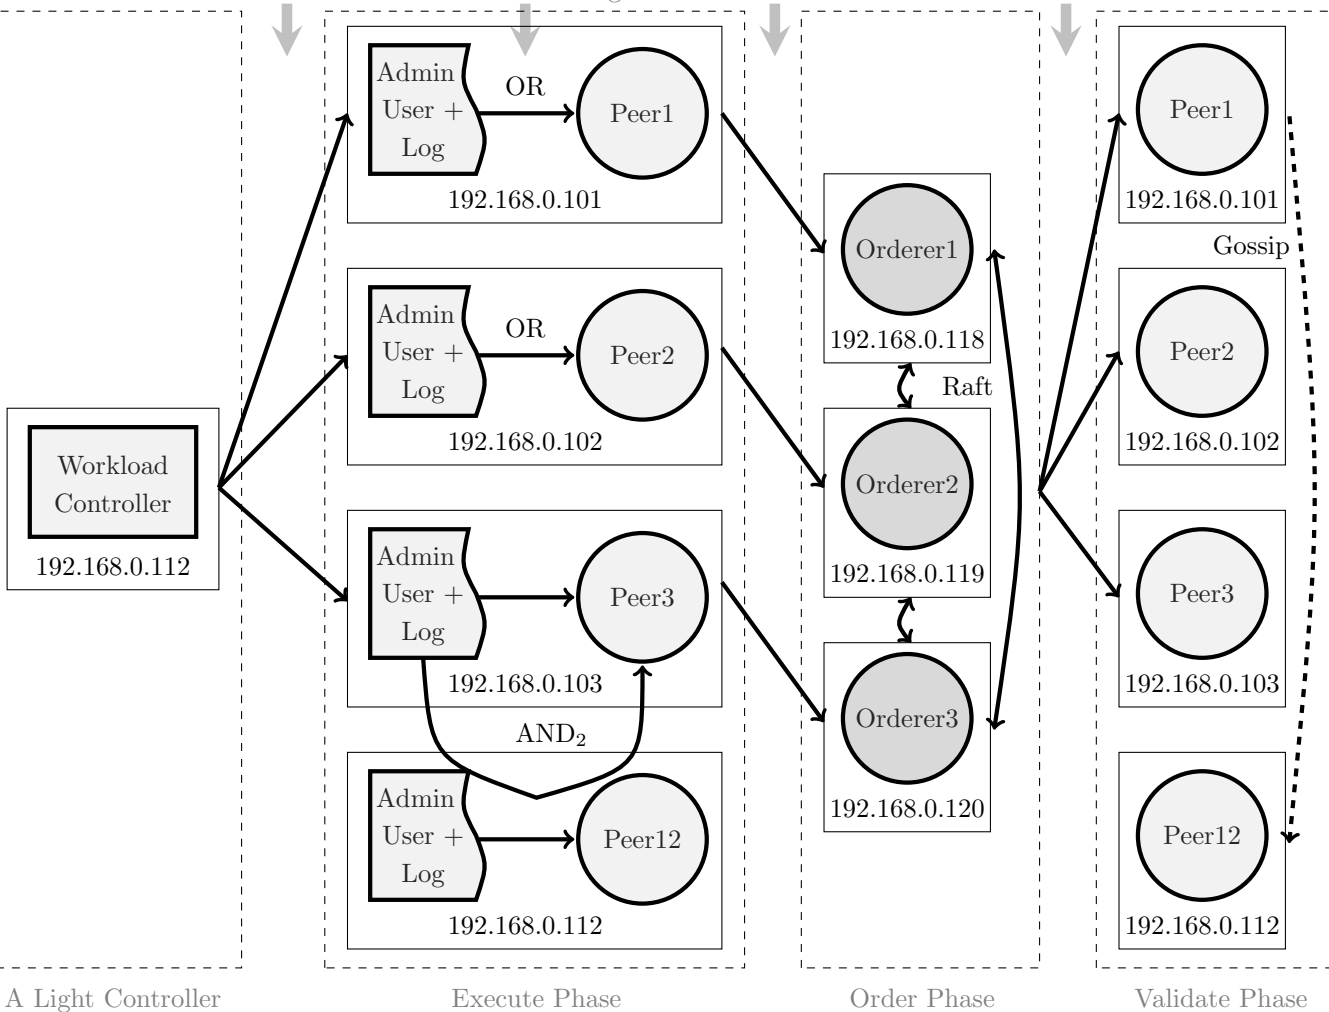 Workload
Controller
192.168.0.112
A Light Controller
Admin
User +
Log
OR
Peer1
192.168.0.101
Admin
User +
Log
OR
Peer2
192.168.0.102
Admin
User +
Log
Peer3
192.168.0.103
AND₂
Admin
User +
Log
Peer12
192.168.0.112
Execute Phase
Orderer1
192.168.0.118
Raft
Orderer2
192.168.0.119
Orderer3
192.168.0.120
Order Phase
Peer1
192.168.0.101
Gossip
Peer2
192.168.0.102
Peer3
192.168.0.103
Peer12
192.168.0.112
Validate Phase